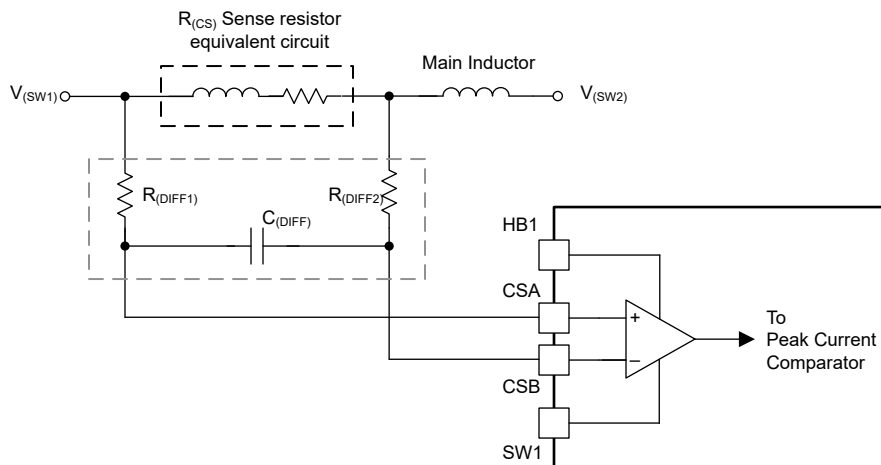 R(CS) Sense resistor
equivalent circuit
Main Inductor
V(SW1)
V(SW2)
R(DIFF1)
R(DIFF2)
C(DIFF)
HB1
CSA
+
To
Peak Current
Comparator
–
CSB
SW1